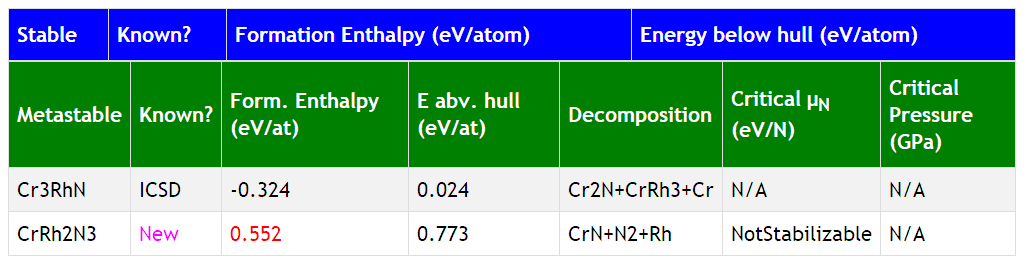 Stable Known? Formation Enthalpy (eV/atom) Energy below hull (eV/atom)
Metastable Known? Form. Enthalpy (eV/at) E abv. hull (eV/at) Decomposition Critical μN (eV/N) Critical Pressure (GPa)
Cr3RhN ICSD -0.324 0.024 Cr2N+CrRh3+Cr N/A N/A
CrRh2N3 New 0.552 0.773 CrN+N2+Rh NotStabilizable N/A